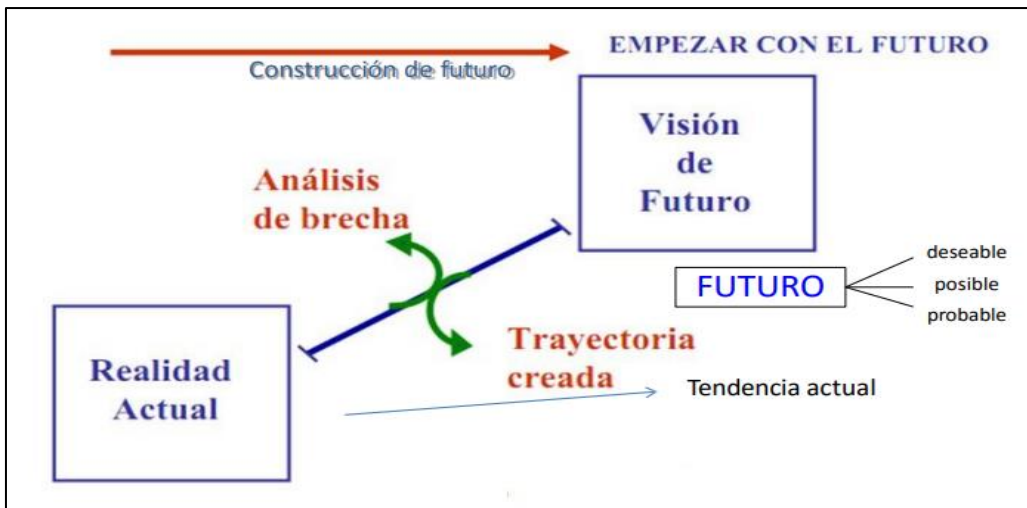 EMPEZAR CON EL FUTURO
Construcción de futuro
Visión
de
Futuro
Análisis
de brecha
deseable
FUTURO
posible
probable
Trayectoria
creada
Realidad
Actual
Tendencia actual